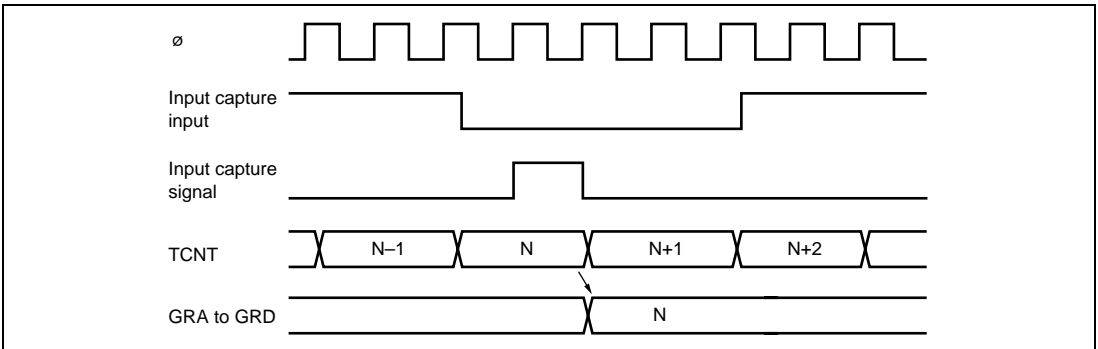 ø
Input capture
input
Input capture
signal
TCNT
N–1
N
N+1
N+2
GRA to GRD
N